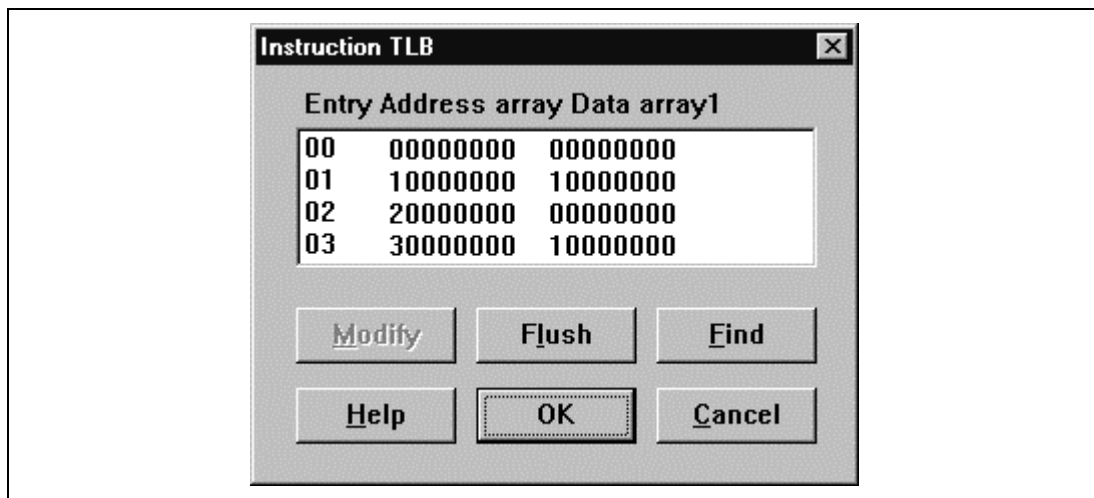 Instruction TLB
Entry Address array Data array1
00 00000000 00000000
01 10000000 10000000
02 20000000 00000000
03 30000000 10000000
Modify Flush Find
Help OK Cancel